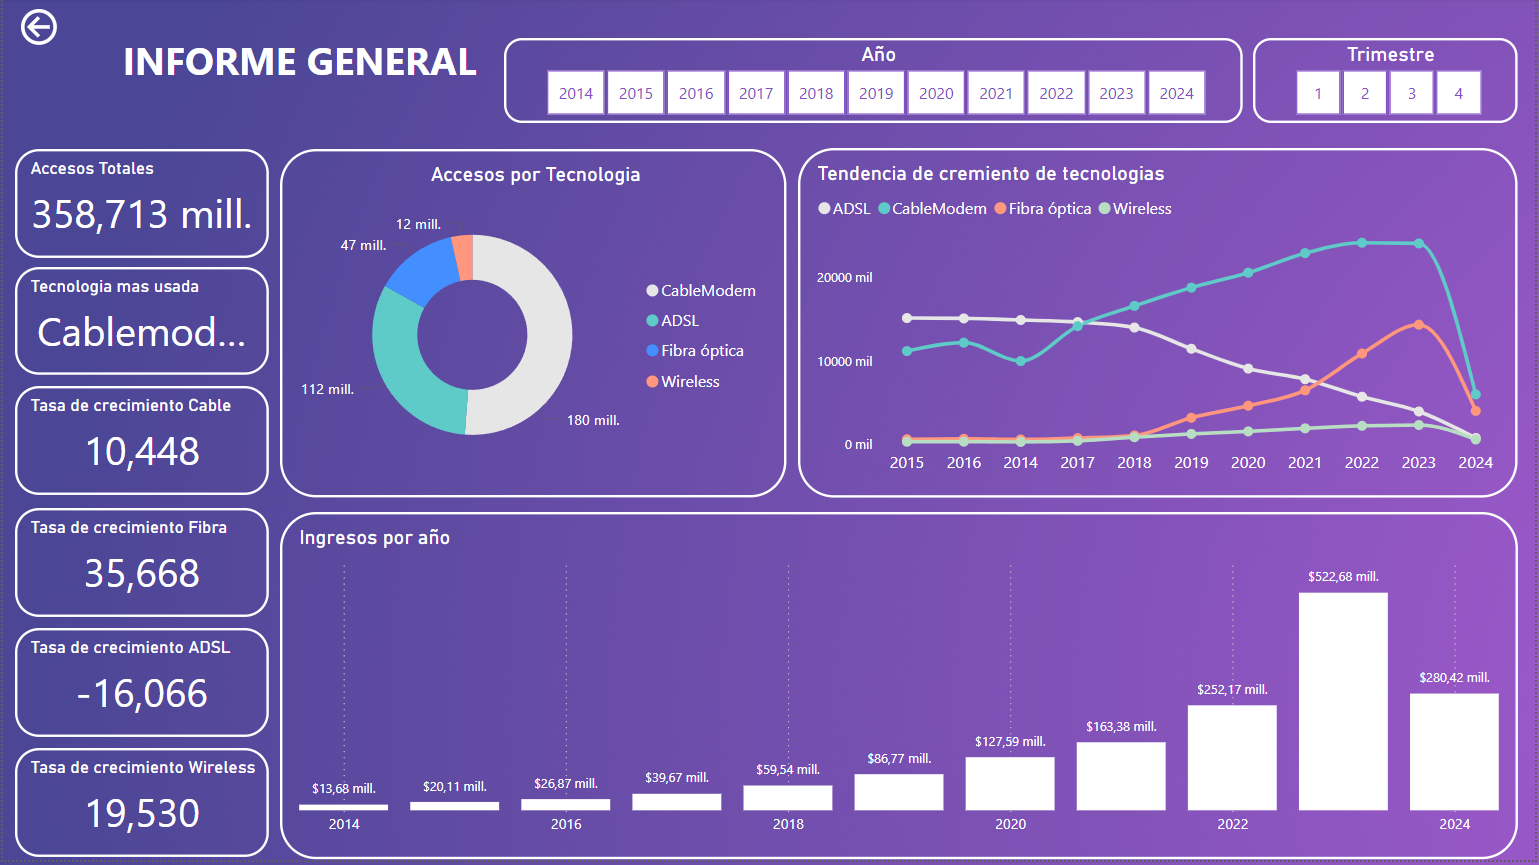 INFORME GENERAL
Año
2014 2015 2016 2017 2018 2019 2020 2021 2022 2023 2024
Trimestre
1 2 3 4
Accesos Totales
358,713 mill.
Tecnologia mas usada
Cablemod...
Tasa de crecimiento Cable
10,448
Tasa de crecimiento Fibra
35,668
Tasa de crecimiento ADSL
-16,066
Tasa de crecimiento Wireless
19,530
Accesos por Tecnologia
12 mill.
47 mill.
112 mill.
180 mill.
CableModem
ADSL
Fibra óptica
Wireless
Tendencia de cremiento de tecnologias
ADSL CableModem Fibra óptica Wireless
20000 mil
10000 mil
0 mil
2015 2016 2014 2017 2018 2019 2020 2021 2022 2023 2024
Ingresos por año
$13,68 mill. $20,11 mill. $26,87 mill. $39,67 mill. $59,54 mill. $86,77 mill. $127,59 mill. $163,38 mill. $252,17 mill. $522,68 mill. $280,42 mill.
2014 2016 2018 2020 2022 2024